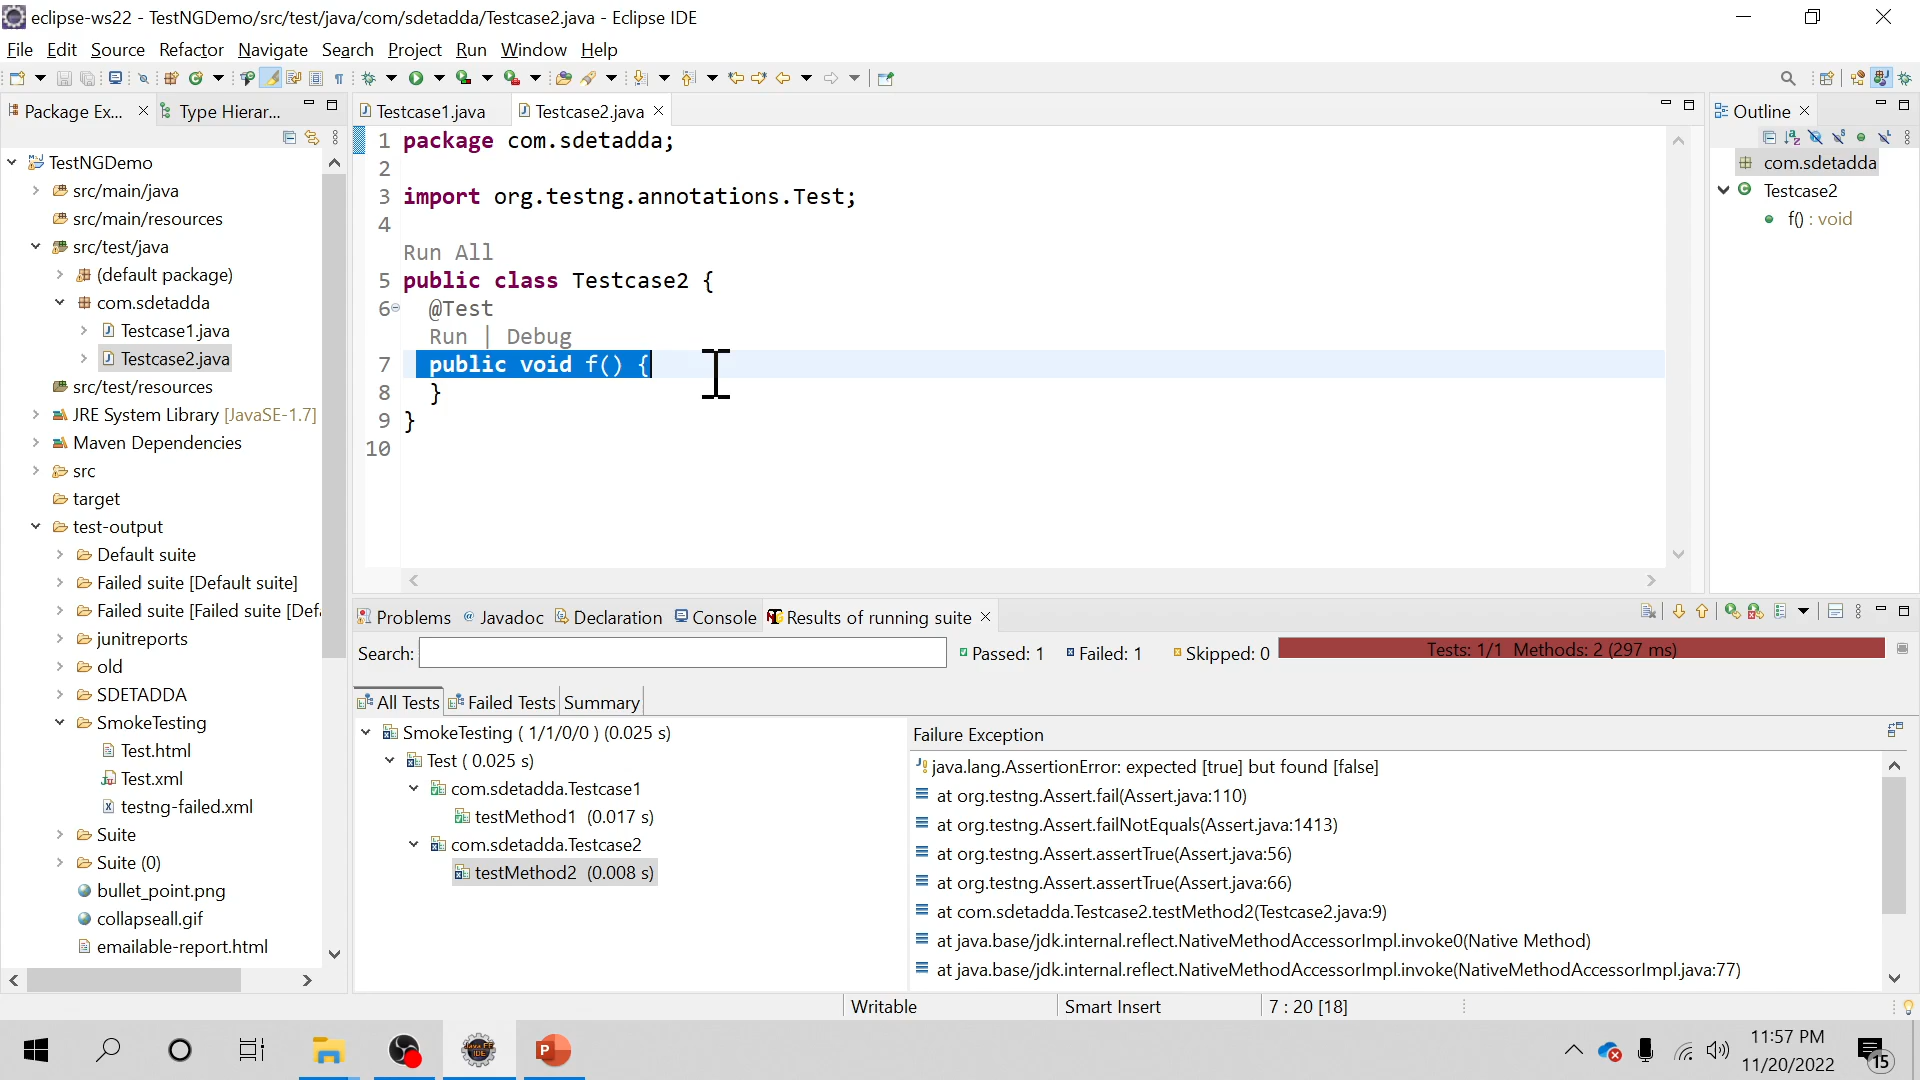 eclipse-ws22 - TestNGDemo/src/test/java/com/sdetadda/Testcase2.java - Eclipse IDE
File Edit Source Refactor Navigate Search Project Run Window Help
Package Ex... Type Hierar...
TestNGDemo
src/main/java
src/main/resources
src/test/java
(default package)
com.sdetadda
Testcase1.java
Testcase2.java
src/test/resources
JRE System Library [JavaSE-1.7]
Maven Dependencies
src
target
test-output
Default suite
Failed suite [Default suite]
Failed suite [Failed suite [Def
junitreports
old
SDETADDA
SmokeTesting
Test.html
Test.xml
testng-failed.xml
Suite
Suite (0)
bullet_point.png
collapseall.gif
emailable-report.html
Testcase1.java Testcase2.java
1 package com.sdetadda;
2
3 import org.testng.annotations.Test;
4
Run All
5 public class Testcase2 {
6 @Test
Run | Debug
7 public void f() {
8 }
9 }
10
Outline
com.sdetadda
Testcase2
f() : void
Problems Javadoc Declaration Console Results of running suite
Search: Passed: 1 Failed: 1 Skipped: 0 Tests: 1/1 Methods: 2 (297 ms)
All Tests Failed Tests Summary
SmokeTesting ( 1/1/0/0 ) (0.025 s)
Test ( 0.025 s)
com.sdetadda.Testcase1
testMethod1 (0.017 s)
com.sdetadda.Testcase2
testMethod2 (0.008 s)
Failure Exception
java.lang.AssertionError: expected [true] but found [false]
at org.testng.Assert.fail(Assert.java:110)
at org.testng.Assert.failNotEquals(Assert.java:1413)
at org.testng.Assert.assertTrue(Assert.java:56)
at org.testng.Assert.assertTrue(Assert.java:66)
at com.sdetadda.Testcase2.testMethod2(Testcase2.java:9)
at java.base/jdk.internal.reflect.NativeMethodAccessorImpl.invoke0(Native Method)
at java.base/jdk.internal.reflect.NativeMethodAccessorImpl.invoke(NativeMethodAccessorImpl.java:77)
Writable Smart Insert 7 : 20 [18]
11:57 PM
11/20/2022
15